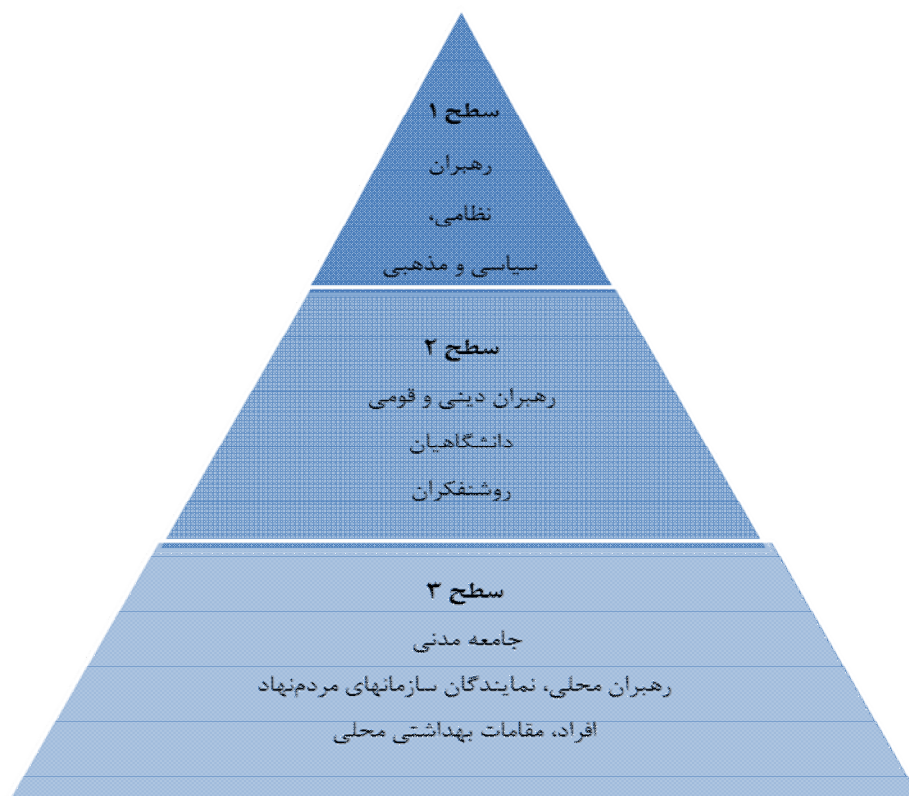 سطح ۱
رهبران
نظامی،
سیاسی و مذهبی
سطح ۲
رهبران دینی و قومی
دانشگاهیان
روشنفکران
سطح ۳
جامعه مدنی
رهبران محلی، نمایندگان سازمانهای مردم‌نهاد
افراد، مقامات بهداشتی محلی